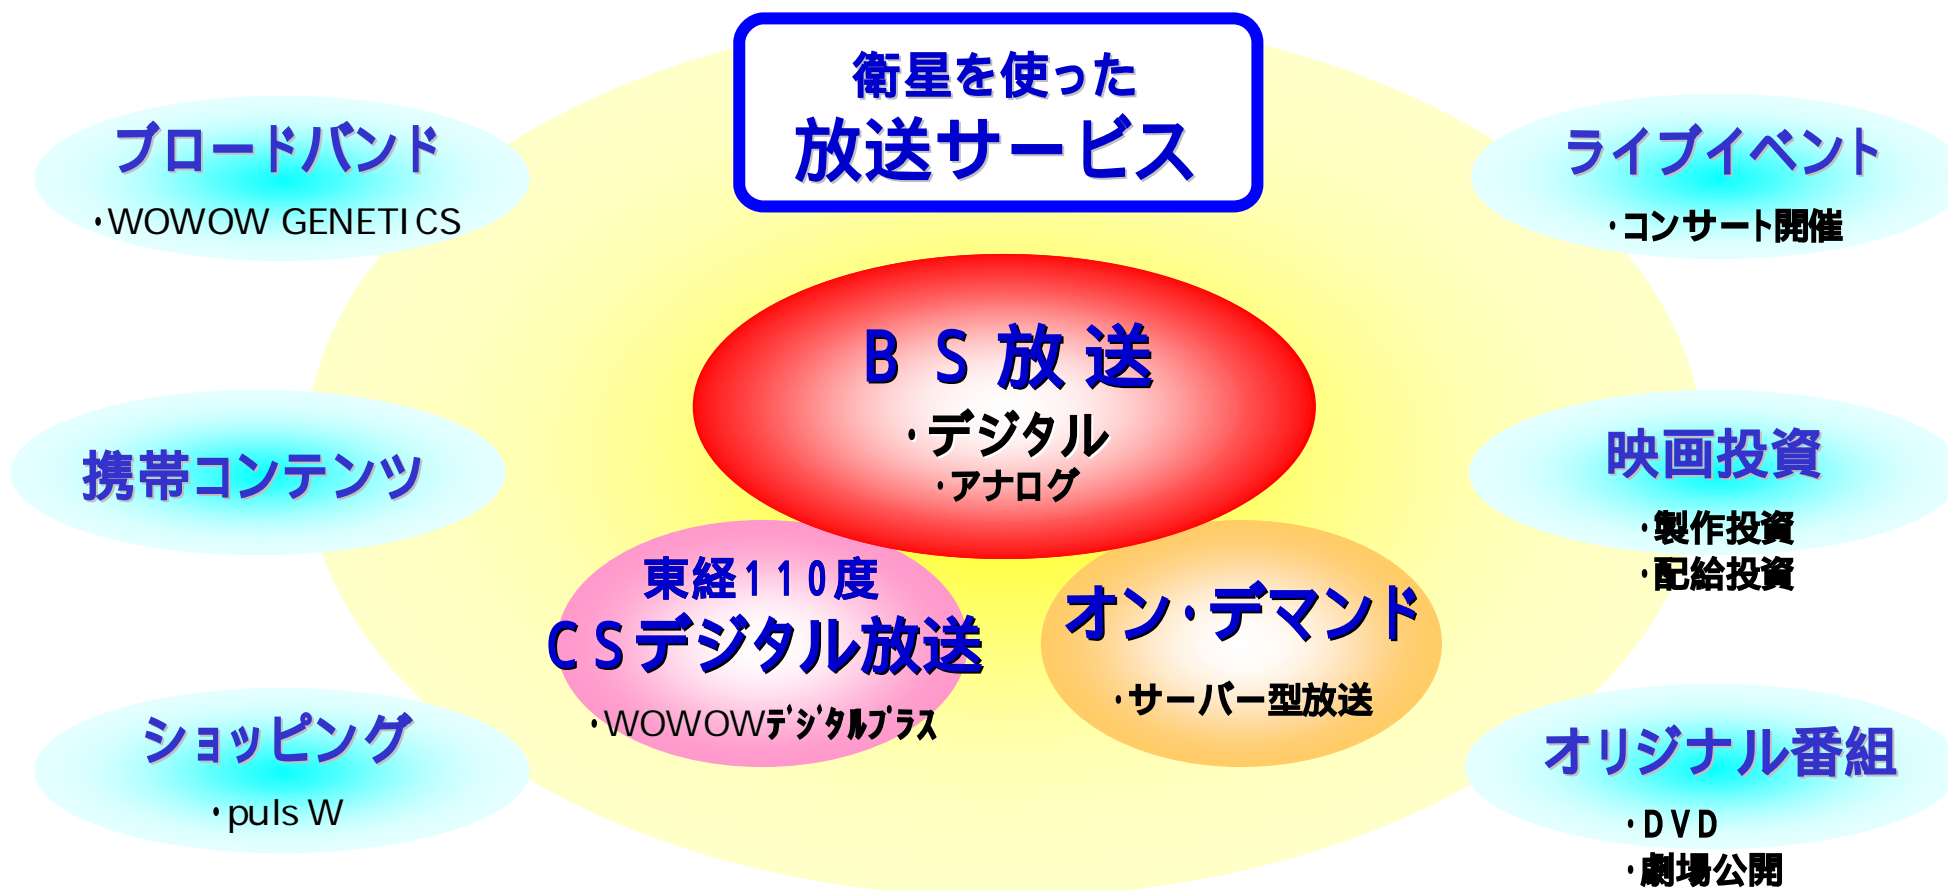 衛星を使った
放送サービス
ブロードバンド
・WOWOW GENETICS
ライブイベント
・コンサート開催
BS放送
・デジタル
・アナログ
携帯コンテンツ
映画投資
・製作投資
・配給投資
東経110度
CSデジタル放送
・WOWOWデジタルプラス
オン・デマンド
・サーバー型放送
ショッピング
・puls W
オリジナル番組
・DVD
・劇場公開